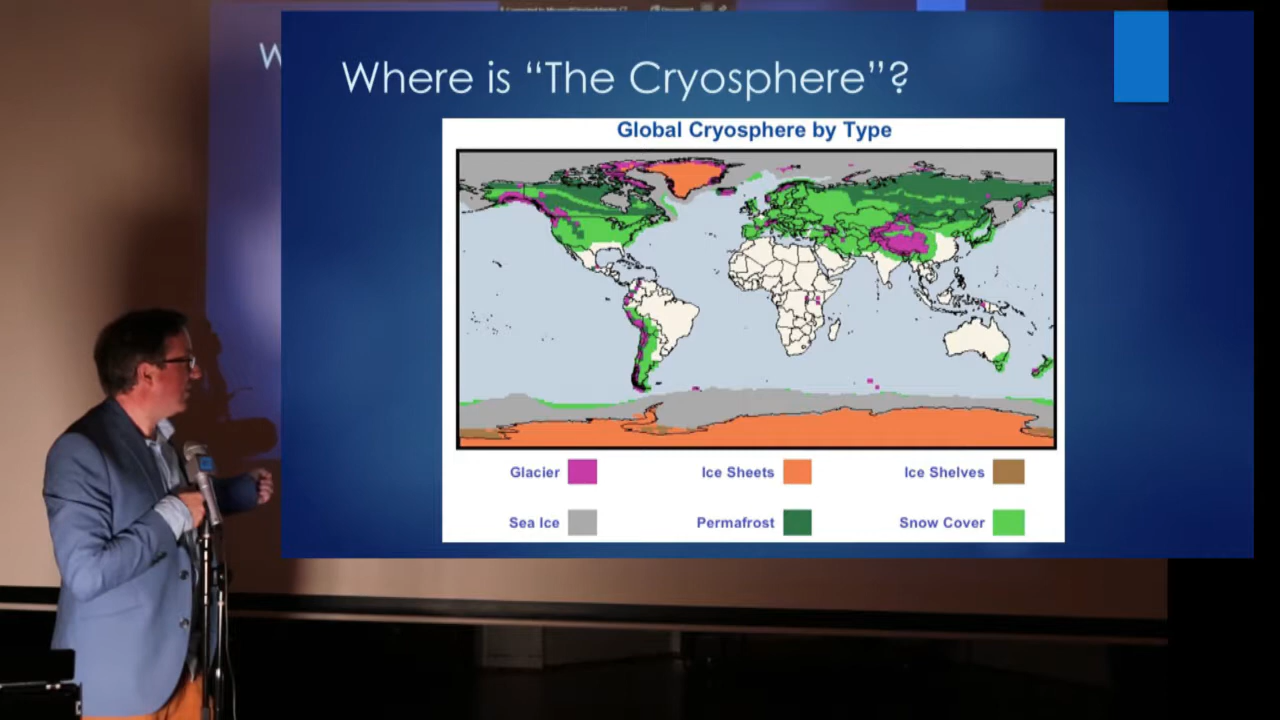 W
Where is “The Cryosphere”?
Global Cryosphere by Type
Glacier
Ice Sheets
Ice Shelves
Sea Ice
Permafrost
Snow Cover